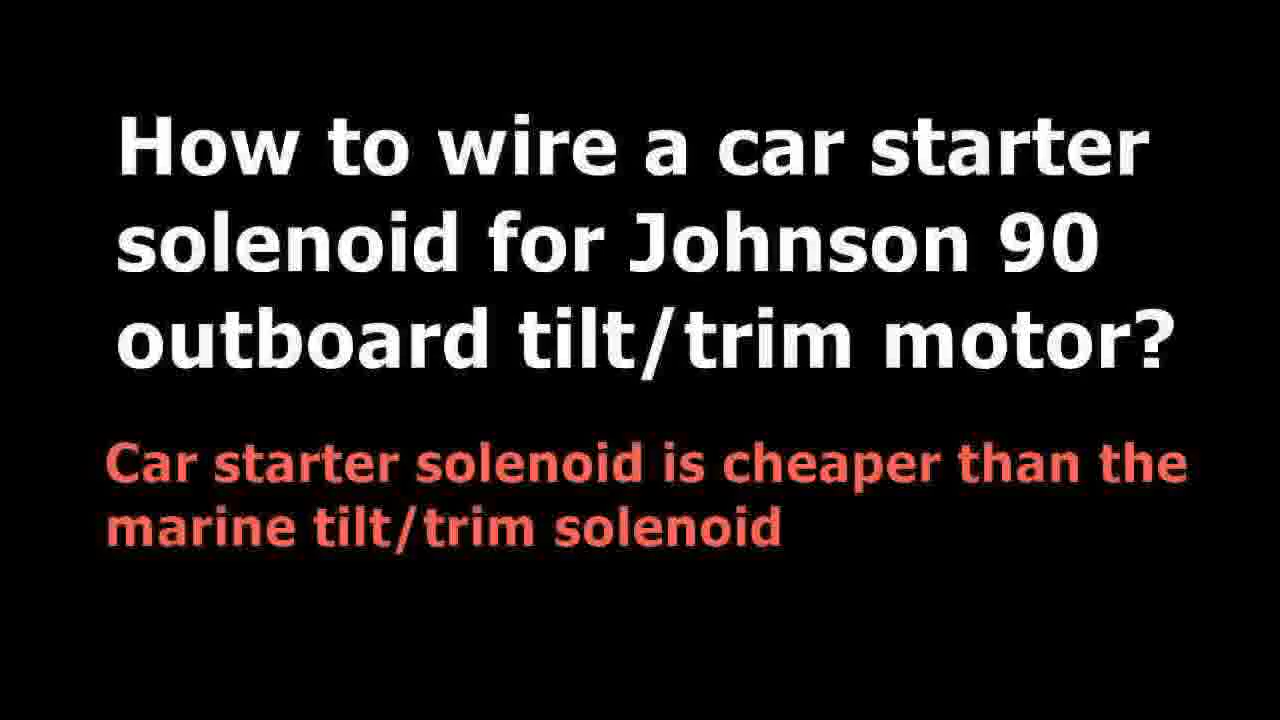 How to wire a car starter
solenoid for Johnson 90
outboard tilt/trim motor?
Car starter solenoid is cheaper than the
marine tilt/trim solenoid